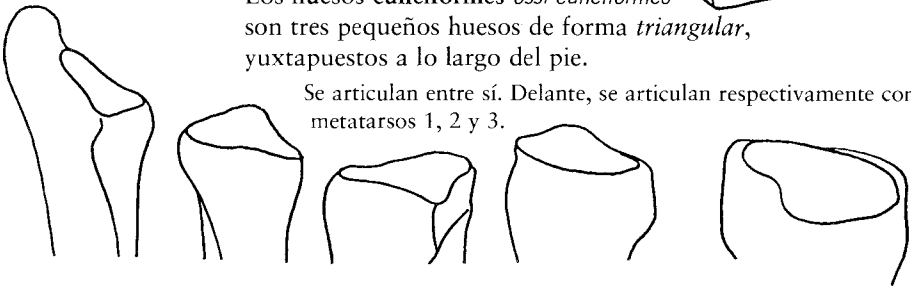 Los huesos cuneiformes ossi cuneiformes
son tres pequeños huesos de forma triangular,
yuxtapuestos a lo largo del pie.
Se articulan entre sí. Delante, se articulan respectivamente con
metatarsos 1, 2 y 3.